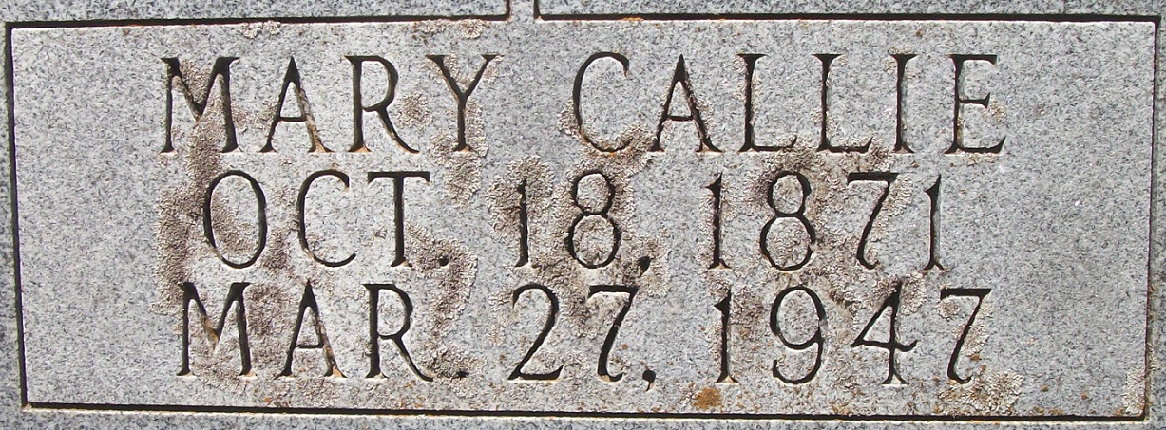 MARY CALLIE
OCT. 18, 1871
MAR. 27, 1947